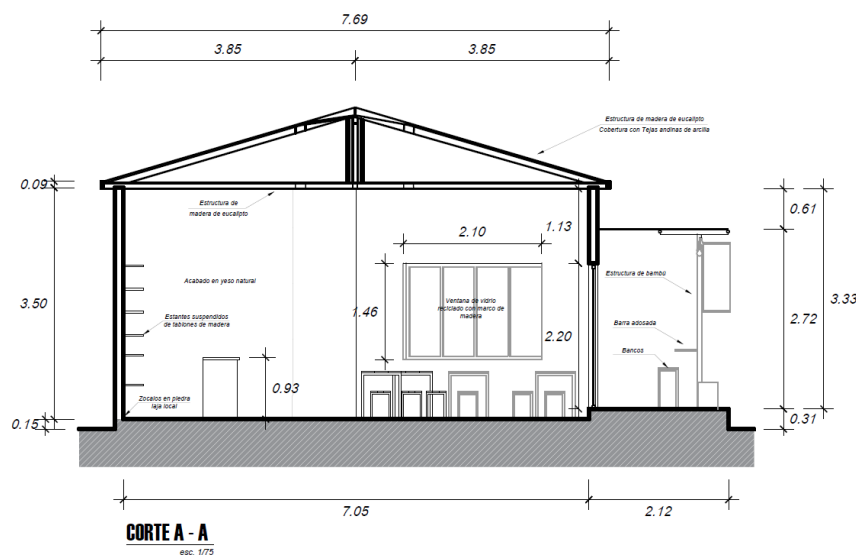 7.69
3.85
3.85
Estructura de madera de eucalipto
Cobertura con Tejas andinas de arcilla
0.09
Estructura de
madera de eucalipto
2.10
1.13
0.61
Acabado en yeso natural
Estructura de bambú
3.50
1.46
Ventana de vidrio
reciclado con marco de
madera
3.33
Estantes suspendidos
de tablones de madera
2.20
2.72
Barra adosada
Bancos
0.93
Zocalos en piedra
laja local
0.15
0.31
7.05
2.12
CORTE A - A
esc. 1/75